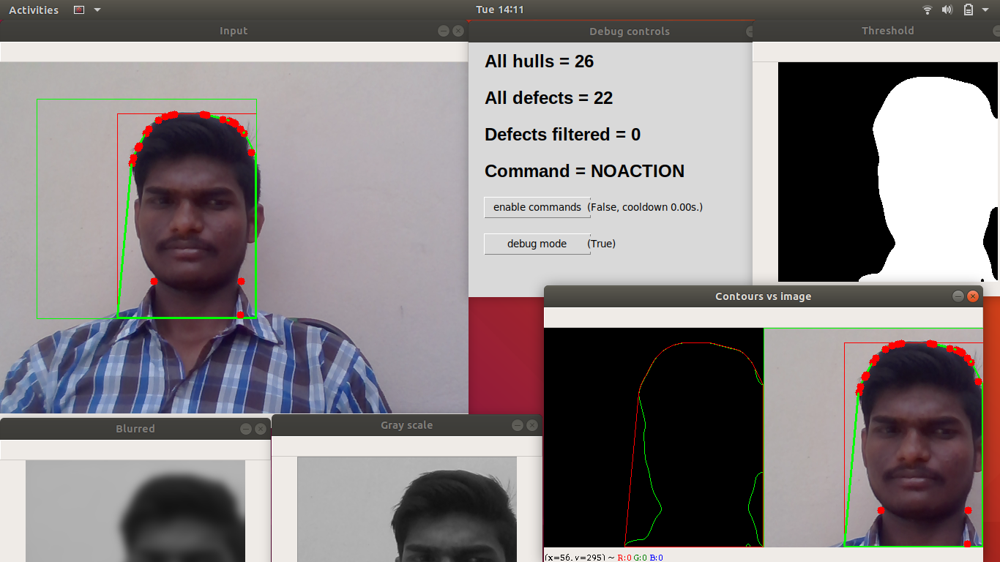 Activities
Tue 14:11
Input
Debug controls
Threshold
All hulls = 26
All defects = 22
Defects filtered = 0
Command = NOACTION
enable commands (False, cooldown 0.00s.)
debug mode (True)
Contours vs image
Blurred
Gray scale
(x=56, y=295) ~ R:0 G:0 B:0